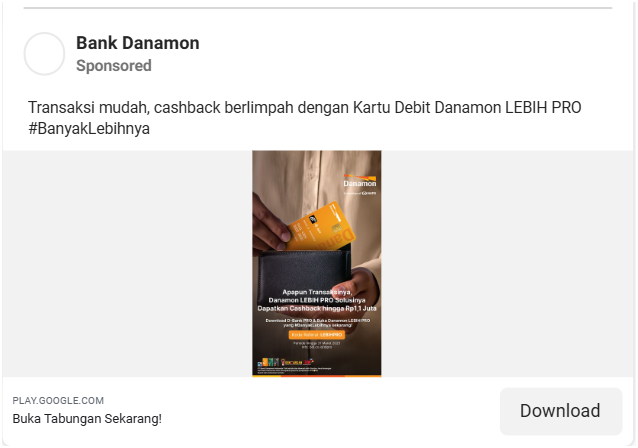 Bank Danamon
Sponsored
Transaksi mudah, cashback berlimpah dengan Kartu Debit Danamon LEBIH PRO
#BanyakLebihnya
Danamon
Apapun Transaksinya,
Danamon LEBIH PRO Solusinya
Dapatkan Cashback hingga Rp1,1 Juta
Download D-Bank PRO & Buka Danamon LEBIH PRO
yang #BanyakLebihnya sekarang!
PLAY.GOOGLE.COM
Buka Tabungan Sekarang!
Download